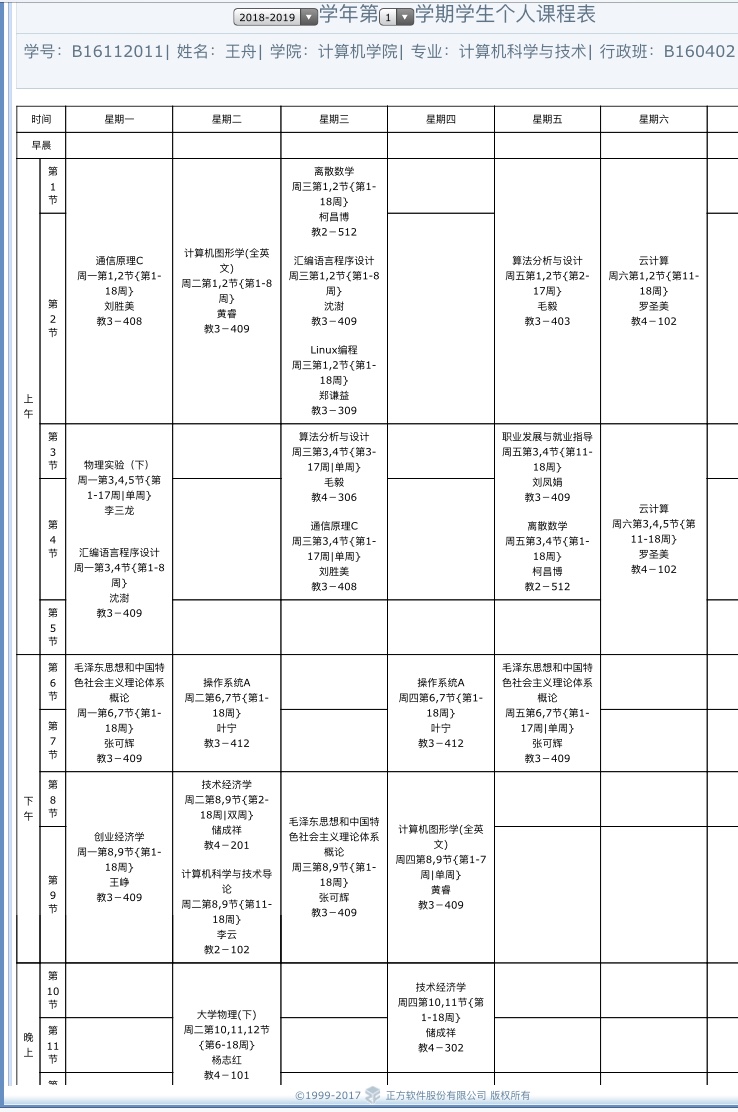 2018-2019 学年第 1 学期学生个人课程表
学号：B16112011| 姓名：王舟| 学院：计算机学院| 专业：计算机科学与技术| 行政班：B160402
时间 星期一 星期二 星期三 星期四 星期五 星期六
早晨
上
午
第
1
节
通信原理C
周一第1,2节{第1-
18周}
刘胜美
教3－408
计算机图形学(全英
文)
周二第1,2节{第1-8
周}
黄睿
教3－409
离散数学
周三第1,2节{第1-
18周}
柯昌博
教2－512
汇编语言程序设计
周三第1,2节{第1-8
周}
沈澍
教3－409
Linux编程
周三第1,2节{第1-
18周}
郑谦益
教3－309
算法分析与设计
周五第1,2节{第2-
17周}
毛毅
教3－403
云计算
周六第1,2节{第11-
18周}
罗圣美
教4－102
第
2
节
第
3
节
物理实验（下）
周一第3,4,5节{第
1-17周|单周}
李三龙
汇编语言程序设计
周一第3,4节{第1-8
周}
沈澍
教3－409
算法分析与设计
周三第3,4节{第3-
17周|单周}
毛毅
教4－306
通信原理C
周三第3,4节{第1-
17周|单周}
刘胜美
教3－408
职业发展与就业指导
周五第3,4节{第11-
18周}
刘凤娟
教3－409
离散数学
周五第3,4节{第1-
18周}
柯昌博
教2－512
云计算
周六第3,4,5节{第
11-18周}
罗圣美
教4－102
第
4
节
第
5
节
下
午
第
6
节
毛泽东思想和中国特
色社会主义理论体系
概论
周一第6,7节{第1-
18周}
张可辉
教3－409
操作系统A
周二第6,7节{第1-
18周}
叶宁
教3－412
操作系统A
周四第6,7节{第1-
18周}
叶宁
教3－412
毛泽东思想和中国特
色社会主义理论体系
概论
周五第6,7节{第1-
17周|单周}
张可辉
教3－409
第
7
节
第
8
节
创业经济学
周一第8,9节{第1-
18周}
王峥
教3－409
技术经济学
周二第8,9节{第2-
18周|双周}
储成祥
教4－201
计算机科学与技术导
论
周二第8,9节{第11-
18周}
李云
教2－102
毛泽东思想和中国特
色社会主义理论体系
概论
周三第8,9节{第1-
18周}
张可辉
教3－409
计算机图形学(全英
文)
周四第8,9节{第1-7
周|单周}
黄睿
教3－409
第
9
节
晚
上
第
10
节
大学物理(下)
周二第10,11,12节
{第6-18周}
杨志红
教4－101
技术经济学
周四第10,11节{第
1-18周}
储成祥
教4－302
第
11
节
©1999-2017 正方软件股份有限公司 版权所有